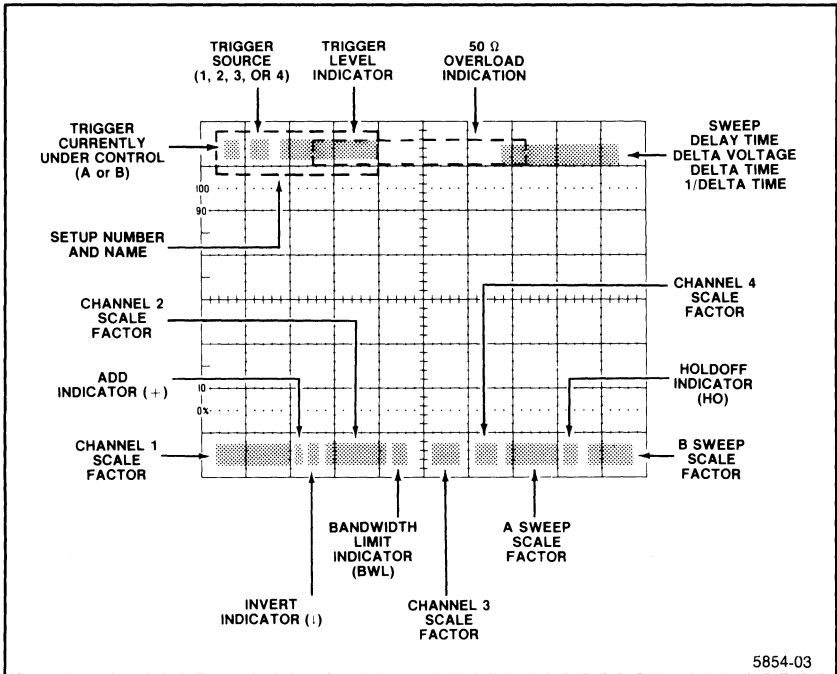 TRIGGER
SOURCE
(1, 2, 3, OR 4)
TRIGGER
LEVEL
INDICATOR
50 Ω
OVERLOAD
INDICATION
TRIGGER
CURRENTLY
UNDER CONTROL
(A or B)
SWEEP
DELAY TIME
DELTA VOLTAGE
DELTA TIME
1/DELTA TIME
100
90
SETUP NUMBER
AND NAME
CHANNEL 4
SCALE
FACTOR
CHANNEL 2
SCALE
FACTOR
ADD
INDICATOR (+)
HOLDOFF
INDICATOR
(HO)
10
0%
CHANNEL 1
SCALE
FACTOR
B SWEEP
SCALE
FACTOR
BANDWIDTH
LIMIT
INDICATOR
(BWL)
A SWEEP
SCALE
FACTOR
INVERT
INDICATOR (↓)
CHANNEL 3
SCALE
FACTOR
5854-03